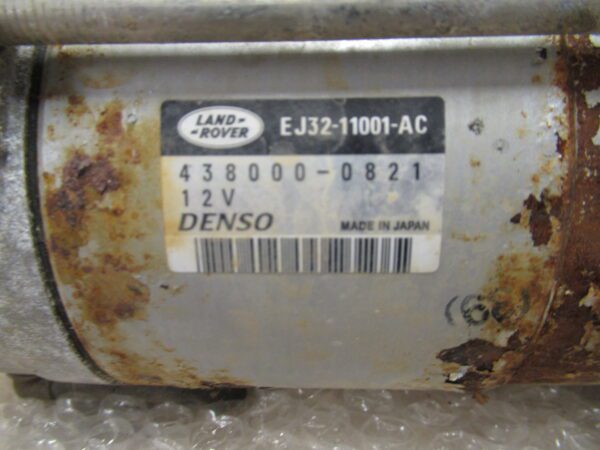 LAND-
-ROVER
EJ32-11001-AC
438000-0821
12V
DENSO MADE IN JAPAN